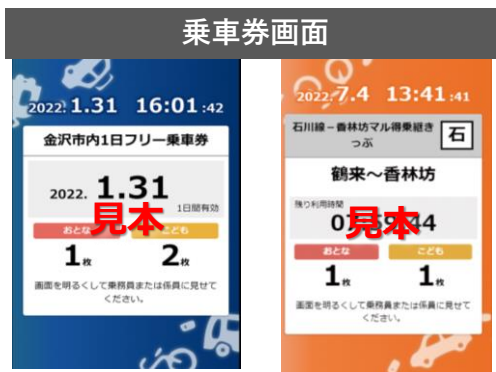 乗車券画面
2022. 1.31 16:01 :42
金沢市内1日フリー乗車券
2022. 1.31
見本
1日間有効
おとな こども
1枚 2枚
画面を明るくして乗務員または係員に見せて
ください。
2022. 7.4 13:41 :41
石川線－香林坊マル得乗継き
っぷ
石
鶴来～香林坊
残り利用時間
見本
おとな こども
1枚 1枚
画面を明るくして乗務員または係員に見せて
ください。